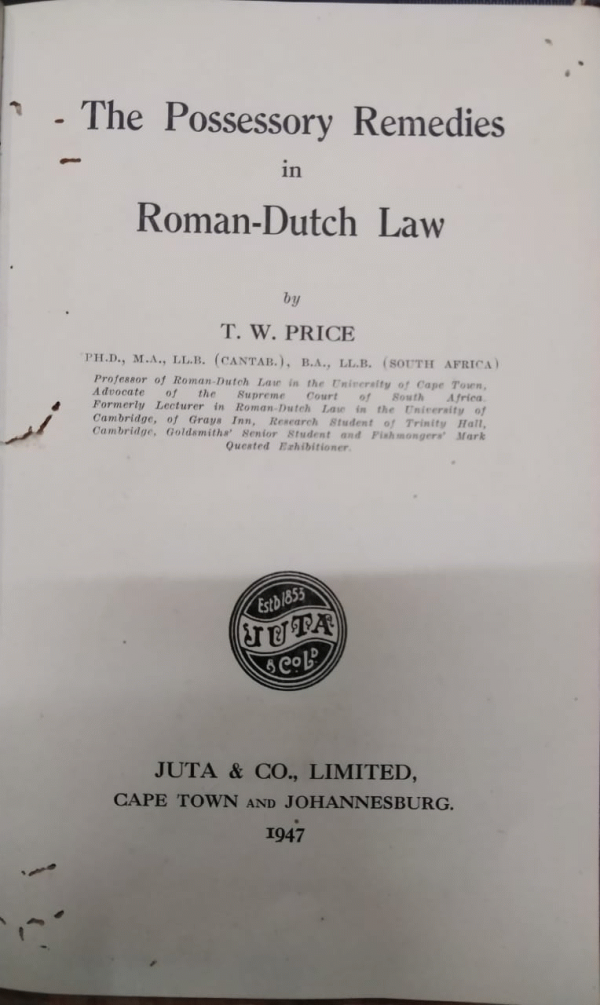 The Possessory Remedies
in
Roman-Dutch Law
by
T. W. PRICE
PH.D., M.A., LL.B. (CANTAB.), B.A., LL.B. (SOUTH AFRICA)
Professor of Roman-Dutch Law in the University of Cape Town,
Advocate of the Supreme Court of South Africa.
Formerly Lecturer in Roman-Dutch Law in the University of
Cambridge, of Grays Inn, Research Student of Trinity Hall,
Cambridge, Goldsmiths' Senior Student and Fishmongers' Mark
Quested Exhibitioner.
Estd 1853
JUTA
& Co LD
JUTA & CO., LIMITED,
CAPE TOWN AND JOHANNESBURG.
1947